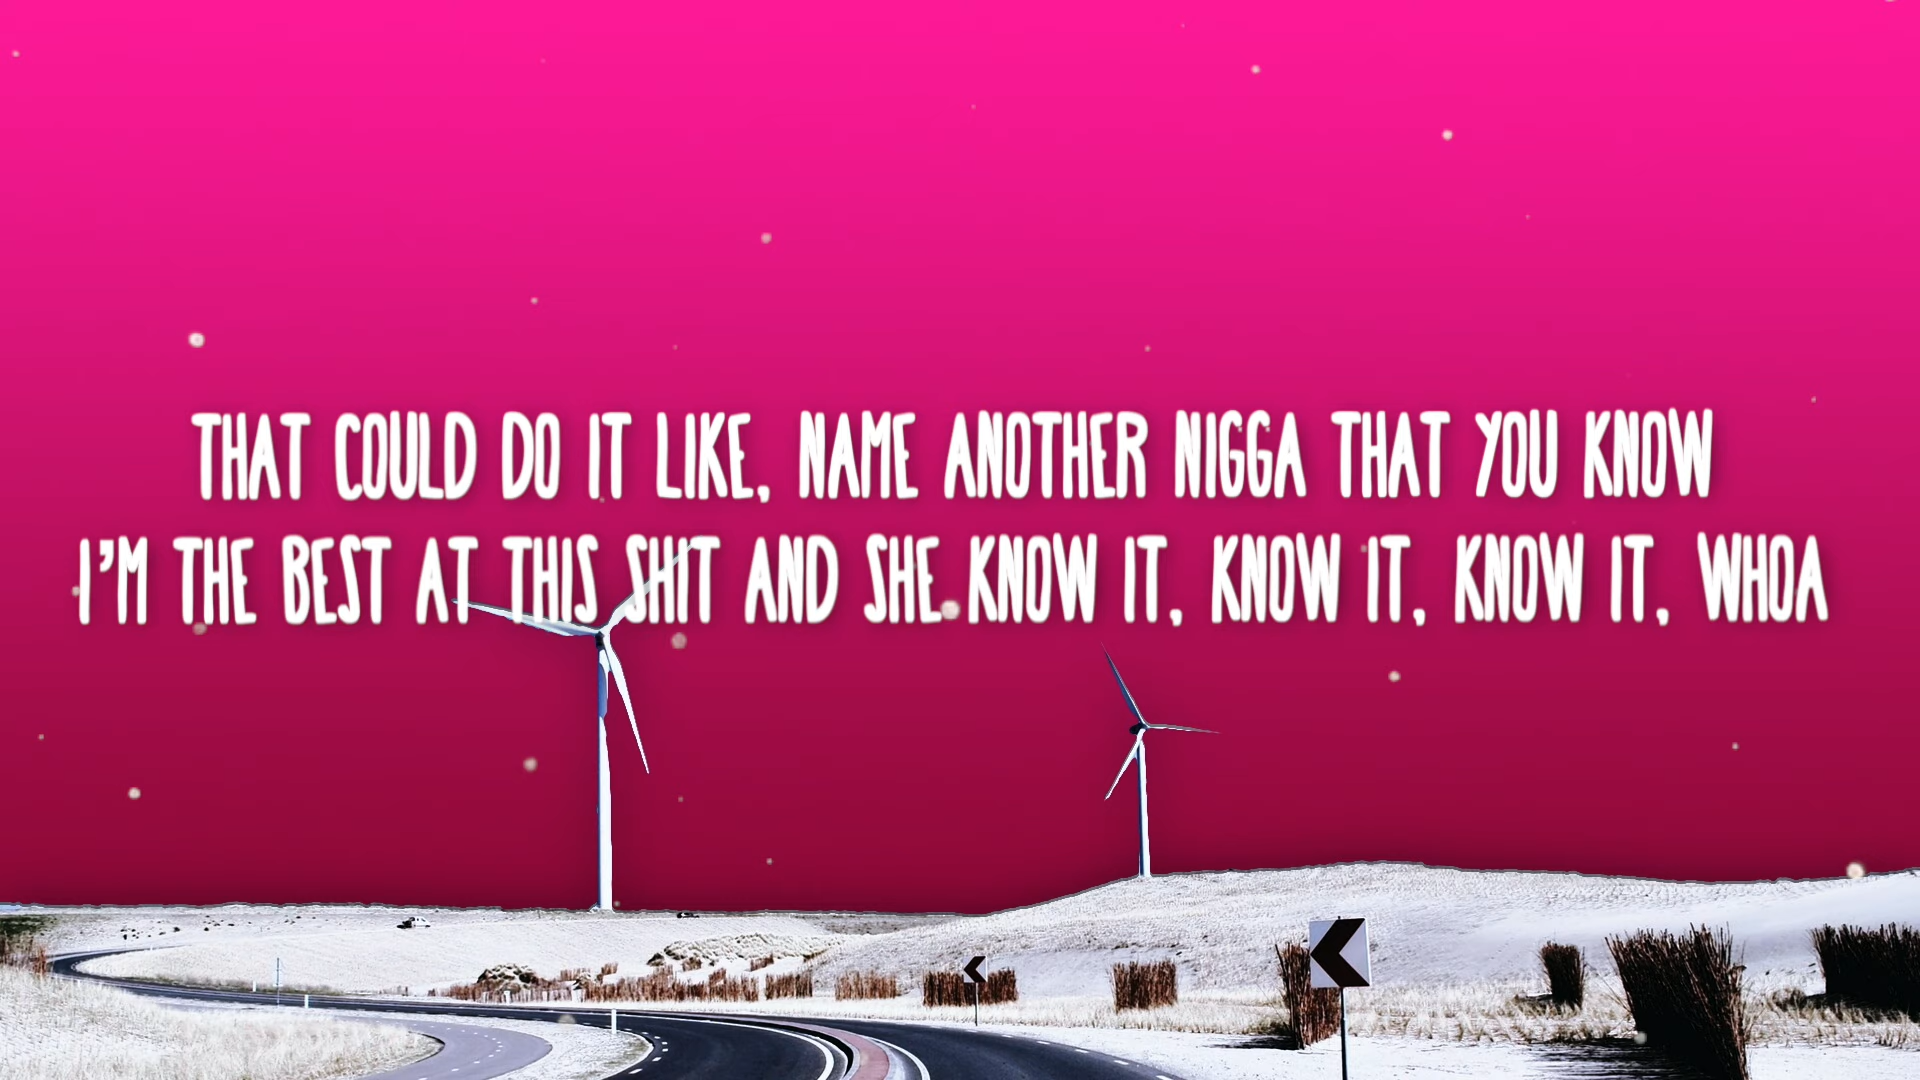 THAT COULD DO IT LIKE, NAME ANOTHER NIGGA THAT YOU KNOW
I'M THE BEST AT THIS SHIT AND SHE KNOW IT, KNOW IT, KNOW IT, WHOA